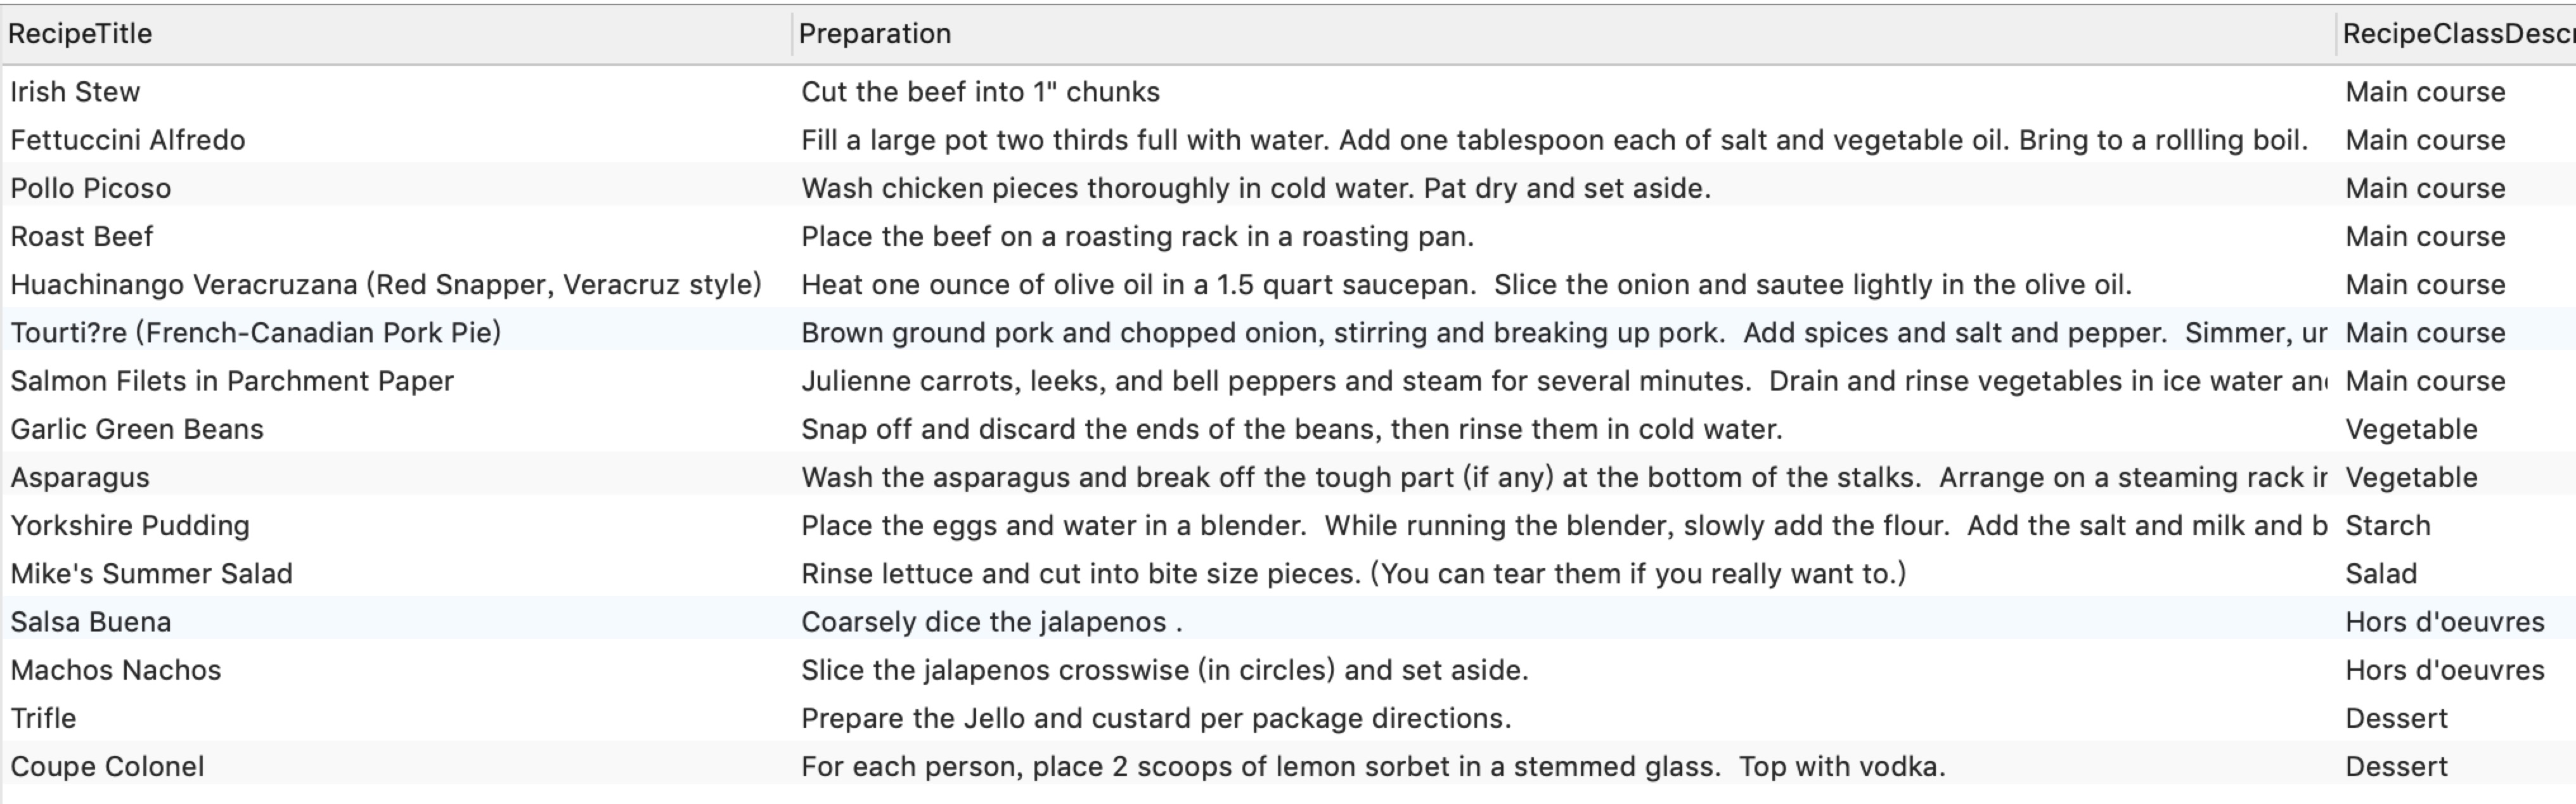 RecipeTitle Preparation RecipeClassDescr
Irish Stew Cut the beef into 1" chunks Main course
Fettuccini Alfredo Fill a large pot two thirds full with water. Add one tablespoon each of salt and vegetable oil. Bring to a rollling boil. Main course
Pollo Picoso Wash chicken pieces thoroughly in cold water. Pat dry and set aside. Main course
Roast Beef Place the beef on a roasting rack in a roasting pan. Main course
Huachinango Veracruzana (Red Snapper, Veracruz style) Heat one ounce of olive oil in a 1.5 quart saucepan.  Slice the onion and sautee lightly in the olive oil. Main course
Tourti?re (French-Canadian Pork Pie) Brown ground pork and chopped onion, stirring and breaking up pork.  Add spices and salt and pepper.  Simmer, Main course
Salmon Filets in Parchment Paper Julienne carrots, leeks, and bell peppers and steam for several minutes.  Drain and rinse vegetables in ice water Main course
Garlic Green Beans Snap off and discard the ends of the beans, then rinse them in cold water. Vegetable
Asparagus Wash the asparagus and break off the tough part (if any) at the bottom of the stalks.  Arrange on a steaming rack Vegetable
Yorkshire Pudding Place the eggs and water in a blender.  While running the blender, slowly add the flour.  Add the salt and milk and b Starch
Mike's Summer Salad Rinse lettuce and cut into bite size pieces. (You can tear them if you really want to.) Salad
Salsa Buena Coarsely dice the jalapenos . Hors d'oeuvres
Machos Nachos Slice the jalapenos crosswise (in circles) and set aside. Hors d'oeuvres
Trifle Prepare the Jello and custard per package directions. Dessert
Coupe Colonel For each person, place 2 scoops of lemon sorbet in a stemmed glass.  Top with vodka. Dessert